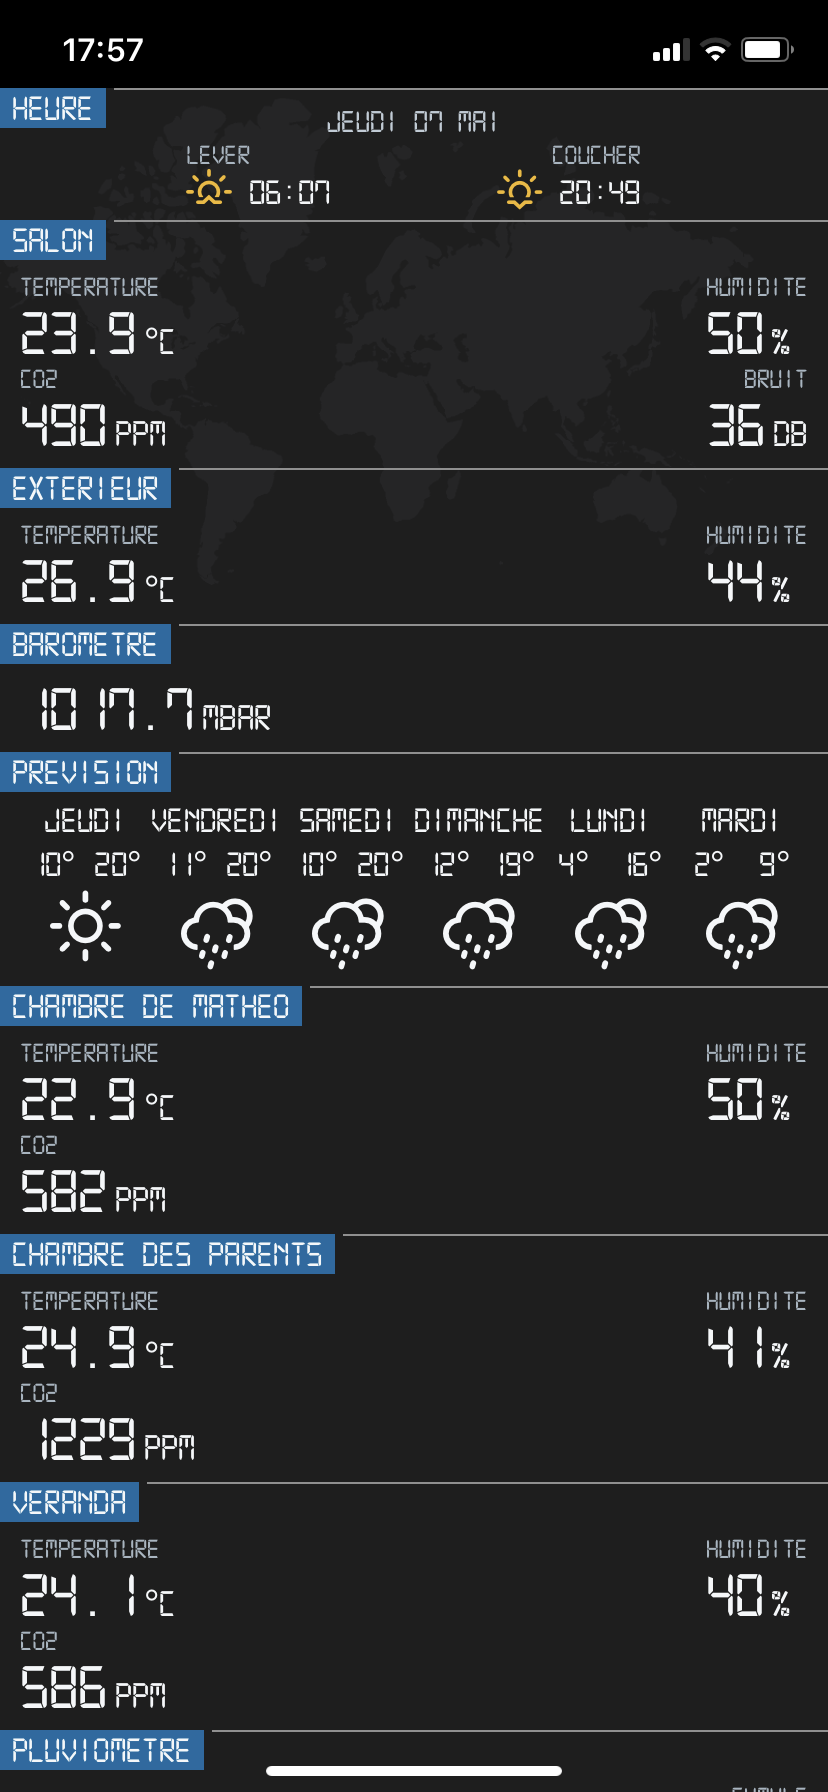 17:57
HEURE
JEUDI 07 MAI
LEVER COUCHER
06:07 20:49
SALON
TEMPERATURE HUMIDITE
23.9 °C 50 %
CO2 BRUIT
490 PPM 36 DB
EXTERIEUR
TEMPERATURE HUMIDITE
26.9 °C 44 %
BAROMETRE
1017.7 MBAR
PREVISION
JEUDI VENDREDI SAMEDI DIMANCHE LUNDI MARDI
10° 20° 11° 20° 10° 20° 12° 19° 4° 16° 2° 9°
CHAMBRE DE MATHEO
TEMPERATURE HUMIDITE
22.9 °C 50 %
CO2
582 PPM
CHAMBRE DES PARENTS
TEMPERATURE HUMIDITE
24.9 °C 41 %
CO2
1229 PPM
VERANDA
TEMPERATURE HUMIDITE
24.1 °C 40 %
CO2
586 PPM
PLUVIOMETRE